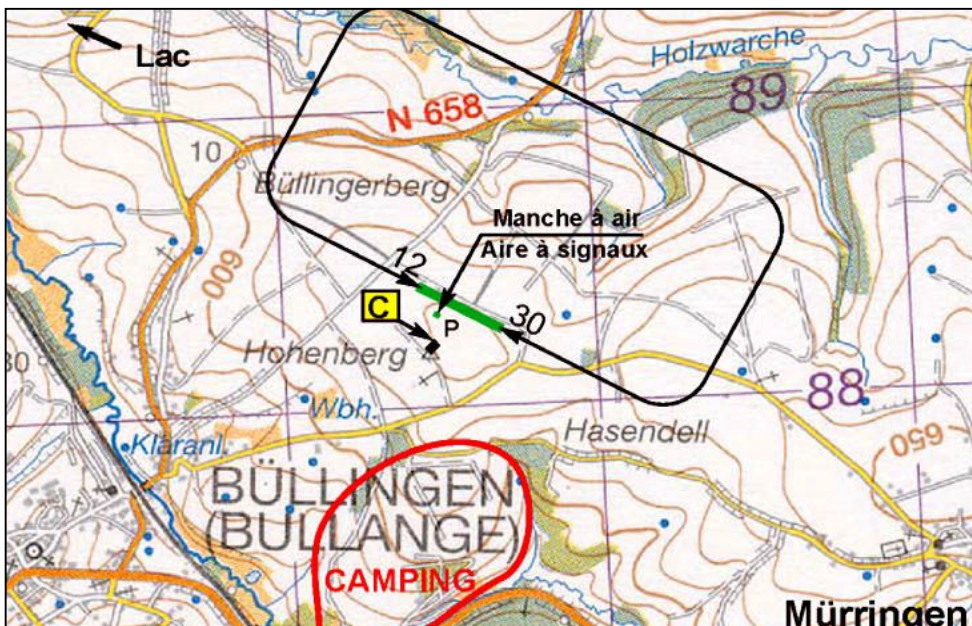 Lac
Holzwarche
89
N 658
10
Büllingerberg
Manche à air
Aire à signaux
600
12
C
P
30
Hohenberg
30
88
Wbh.
Hasendell
650
Kläranl.
BÜLLINGEN
(BULLANGE)
CAMPING
Mürringen